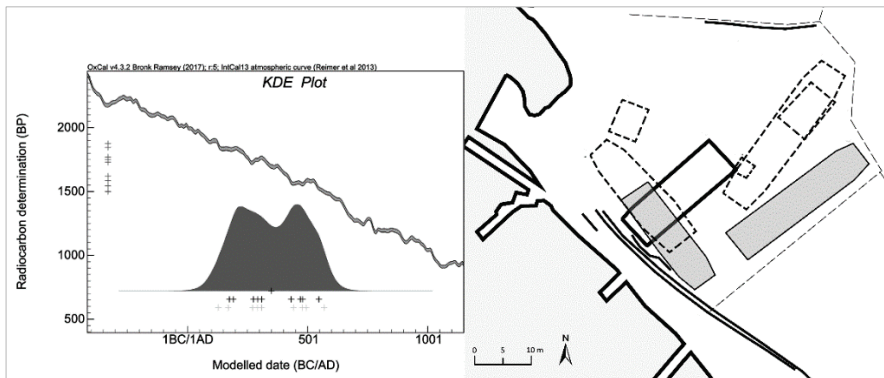 OxCal v4.3.2 Bronk Ramsey (2017); r:5; IntCal13 atmospheric curve (Reimer et al 2013)
KDE Plot
Radiocarbon determination (BP)
2000
1500
1000
500
1BC/1AD
501
1001
Modelled date (BC/AD)
N
0
5
10 m